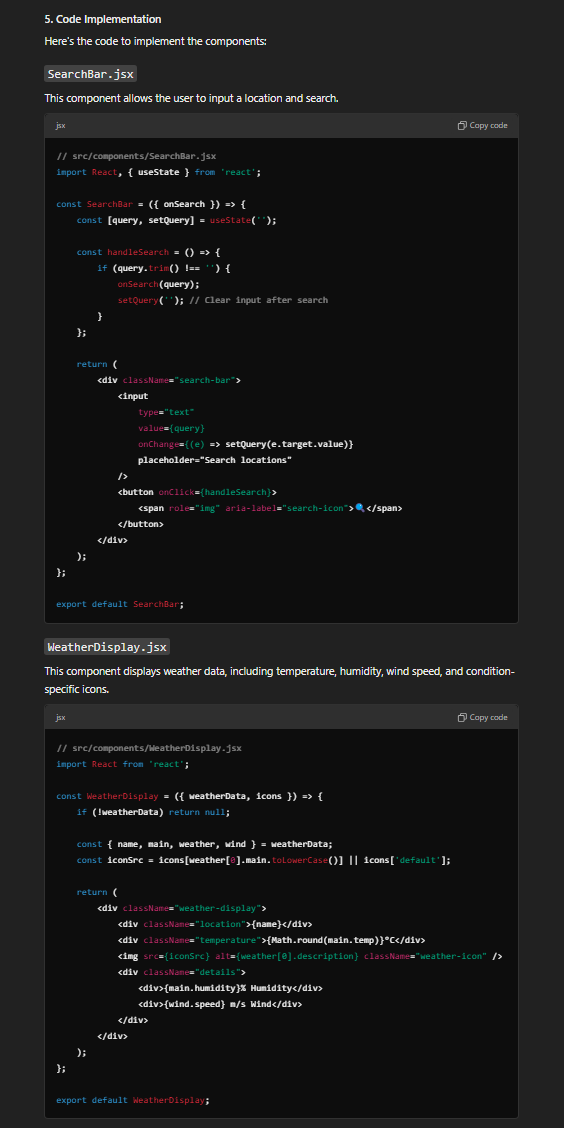 5. Code Implementation
Here's the code to implement the components:
SearchBar.jsx
This component allows the user to input a location and search.
jsx
Copy code
// src/components/SearchBar.jsx
import React, { useState } from 'react';
const SearchBar = ({ onSearch }) => {
const [query, setQuery] = useState('');
const handleSearch = () => {
if (query.trim() !== '') {
onSearch(query);
setQuery(''); // Clear input after search
}
};
return (
<div className="search-bar">
<input
type="text"
value={query}
onChange={(e) => setQuery(e.target.value)}
placeholder="Search locations"
/>
<button onClick={handleSearch}>
<span role="img" aria-label="search-icon">🔍</span>
</button>
</div>
);
};
export default SearchBar;
WeatherDisplay.jsx
This component displays weather data, including temperature, humidity, wind speed, and condition-
specific icons.
jsx
Copy code
// src/components/WeatherDisplay.jsx
import React from 'react';
const WeatherDisplay = ({ weatherData, icons }) => {
if (!weatherData) return null;
const { name, main, weather, wind } = weatherData;
const iconSrc = icons[weather[0].main.toLowerCase()] || icons['default'];
return (
<div className="weather-display">
<div className="location">{name}</div>
<div className="temperature">{Math.round(main.temp)}°C</div>
<img src={iconSrc} alt={weather[0].description} className="weather-icon" />
<div className="details">
<div>{main.humidity}% Humidity</div>
<div>{wind.speed} m/s Wind</div>
</div>
</div>
);
};
export default WeatherDisplay;